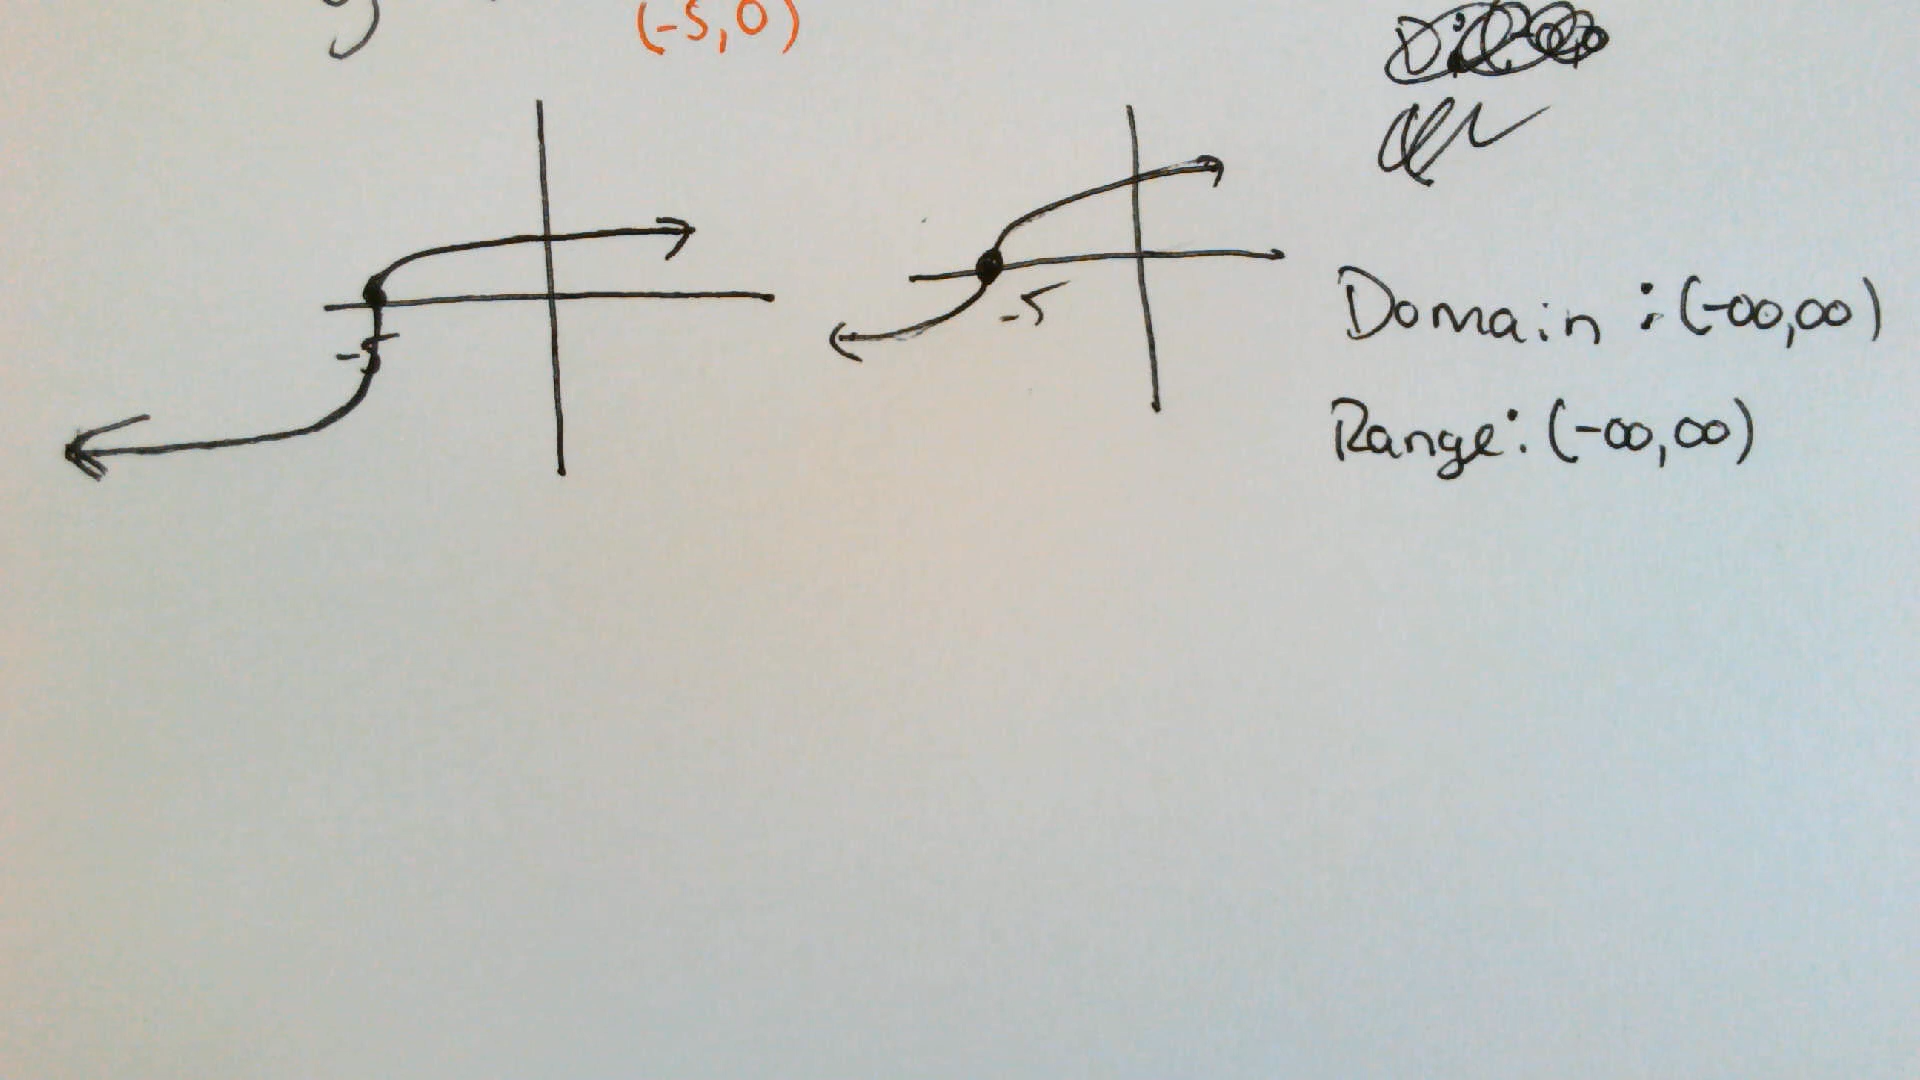 (-5,0)
-5
-5
Domain : (-∞,∞)
Range: (-∞,∞)